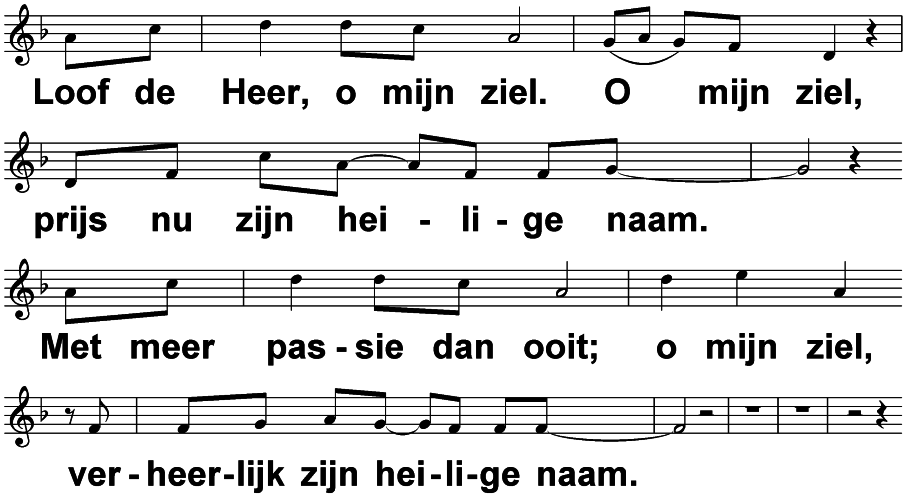 Loof de Heer, o mijn ziel. O mijn ziel,
prijs nu zijn hei - li - ge naam.
Met meer pas - sie dan ooit; o mijn ziel,
ver - heer - lijk zijn hei - li - ge naam.